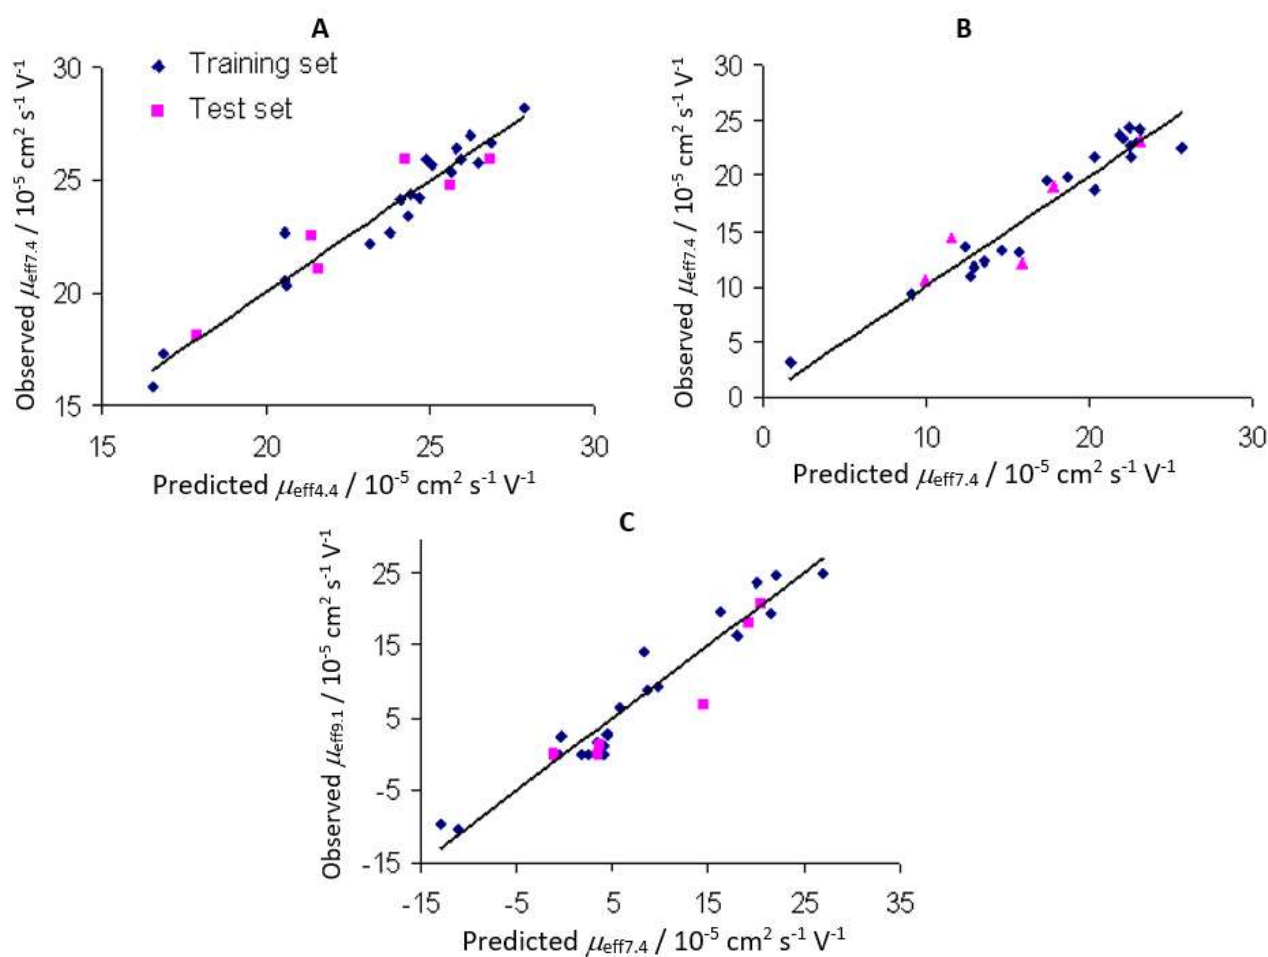 A
Training set
Test set
Observed μeff7.4 / 10⁻⁵ cm² s⁻¹ V⁻¹
30
25
20
15
15 20 25 30
Predicted μeff4.4 / 10⁻⁵ cm² s⁻¹ V⁻¹
B
Observed μeff7.4 / 10⁻⁵ cm² s⁻¹ V⁻¹
30
25
20
15
10
5
0
0 10 20 30
Predicted μeff7.4 / 10⁻⁵ cm² s⁻¹ V⁻¹
C
Observed μeff9.1 / 10⁻⁵ cm² s⁻¹ V⁻¹
25
15
5
-5
-15
-15 -5 5 15 25 35
Predicted μeff7.4 / 10⁻⁵ cm² s⁻¹ V⁻¹